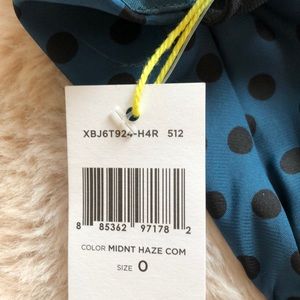 XBJ6T924-H4R 512
8 85362 97178 2
COLOR MIDNT HAZE COM
SIZE 0